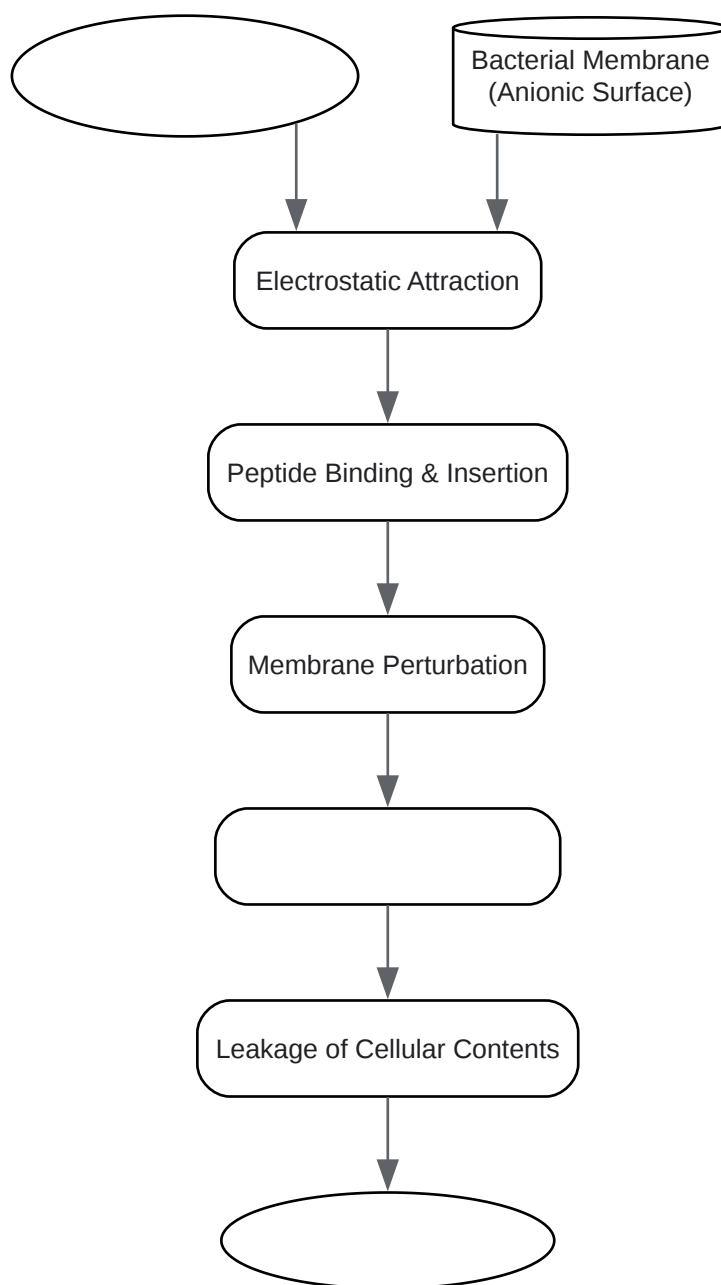 Bacterial Membrane
(Anionic Surface)
Electrostatic Attraction
Peptide Binding & Insertion
Membrane Perturbation
Leakage of Cellular Contents